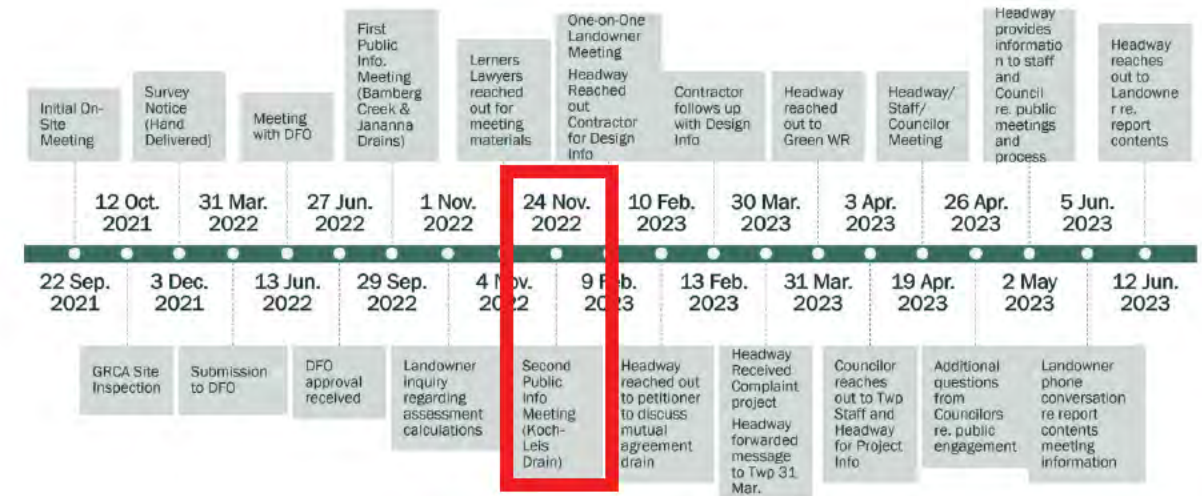 Initial On-
Site
Meeting
Survey
Notice
(Hand
Delivered)
Meeting
with DFO
First
Public
Info.
Meeting
(Bamberg
Creek &
Jananna
Drains)
Lerners
Lawyers
reached
out for
meeting
materials
One-on-One
Landowner
Meeting
Headway
Reached
out
Contractor
for Design
Info
Contractor
follows up
with Design
Info
Headway
reached
out to
Green WR
Headway/
Staff/
Councilor
Meeting
Headway
provides
informatio
n to staff
and
Council
re. public
meetings
and
process
Headway
reaches
out to
Landowne
r re.
report
contents
12 Oct.
2021
31 Mar.
2022
27 Jun.
2022
1 Nov.
2022
24 Nov.
2022
10 Feb.
2023
30 Mar.
2023
3 Apr.
2023
26 Apr.
2023
5 Jun.
2023
22 Sep.
2021
3 Dec.
2021
13 Jun.
2022
29 Sep.
2022
4 Nov.
2022
9 Feb.
2023
13 Feb.
2023
31 Mar.
2023
19 Apr.
2023
2 May
2023
12 Jun.
2023
GRCA Site
Inspection
Submission
to DFO
DFO
approval
received
Landowner
inquiry
regarding
assessment
calculations
Second
Public
Info
Meeting
(Koch-
Leis
Drain)
Headway
reached out
to petitioner
to discuss
mutual
agreement
drain
Headway
Received
Complaint
project
Headway
forwarded
message
to Twp 31
Mar.
Councilor
reaches
out to Twp
Staff and
Headway
for Project
Info
Additional
questions
from
Councilors
re. public
engagement
Landowner
phone
conversation
re report
contents
meeting
information